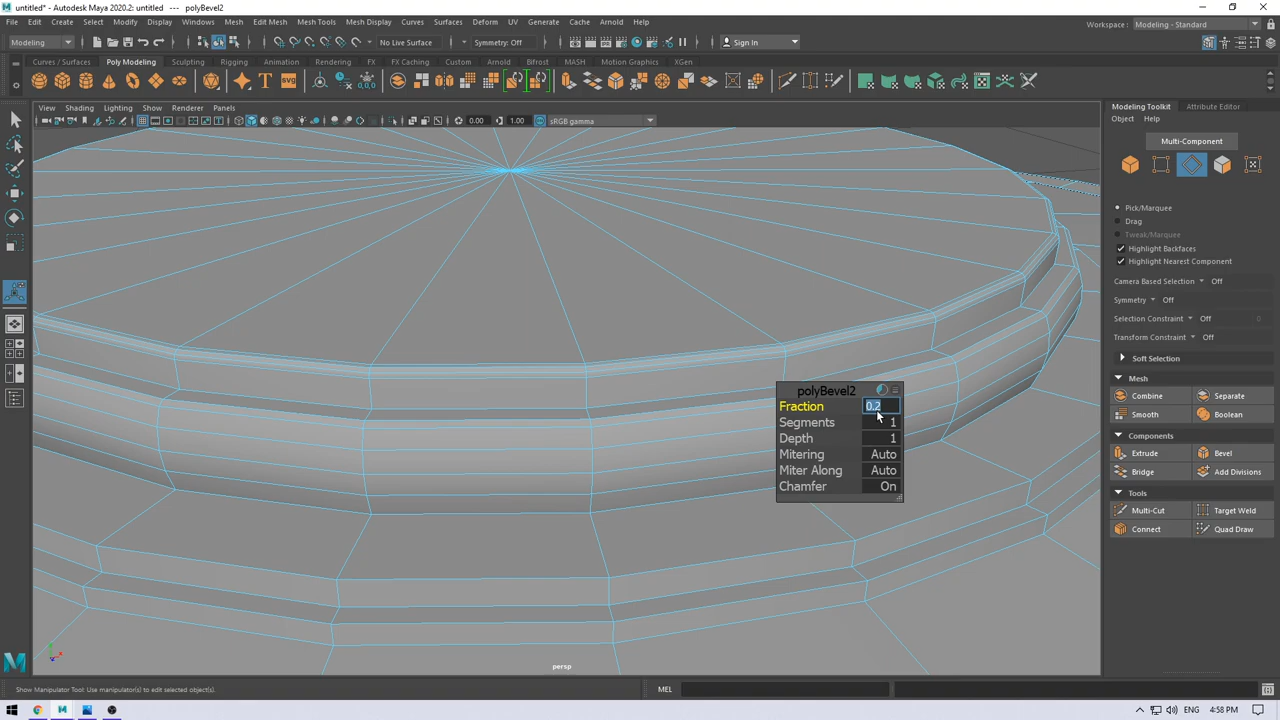 untitled* - Autodesk Maya 2020.2: untitled --- polyBevel2
File Edit Create Select Modify Display Windows Mesh Edit Mesh Mesh Tools Mesh Display Curves Surfaces Deform UV Generate Cache Arnold Help
Workspace : Modeling - Standard
Modeling No Live Surface Symmetry: Off Sign In
Curves / Surfaces Poly Modeling Sculpting Rigging Animation Rendering FX FX Caching Custom Arnold Bifrost MASH Motion Graphics XGen
SVG
View Shading Lighting Show Renderer Panels
0.00 1.00 sRGB gamma
Modeling Toolkit Attribute Editor
Object Help
Multi-Component
Pick/Marquee
Drag
Tweak/Marquee
Highlight Backfaces
Highlight Nearest Component
Camera Based Selection Off
Symmetry Off
Selection Constraint Off 0
Transform Constraint Off
Soft Selection
Mesh
Combine Separate
Smooth Boolean
Components
Extrude Bevel
Bridge Add Divisions
Tools
Multi-Cut Target Weld
Connect Quad Draw
polyBevel2
Fraction 0.2
Segments 1
Depth 1
Mitering Auto
Miter Along Auto
Chamfer On
persp
Show Manipulator Tool: Use manipulator(s) to edit selected object(s).
MEL
ENG 4:58 PM